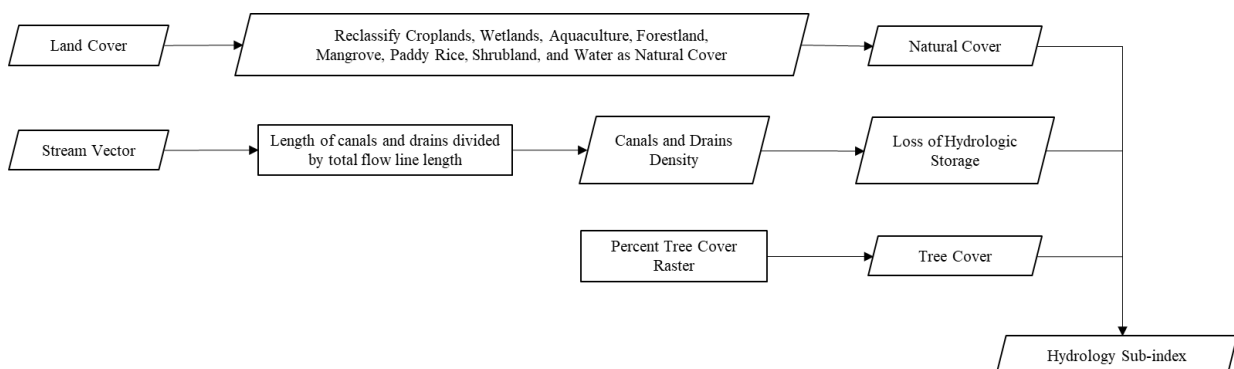 Land Cover
Reclassify Croplands, Wetlands, Aquaculture, Forestland,
Mangrove, Paddy Rice, Shrubland, and Water as Natural Cover
Natural Cover
Stream Vector
Length of canals and drains divided
by total flow line length
Canals and Drains
Density
Loss of Hydrologic
Storage
Percent Tree Cover
Raster
Tree Cover
Hydrology Sub-index